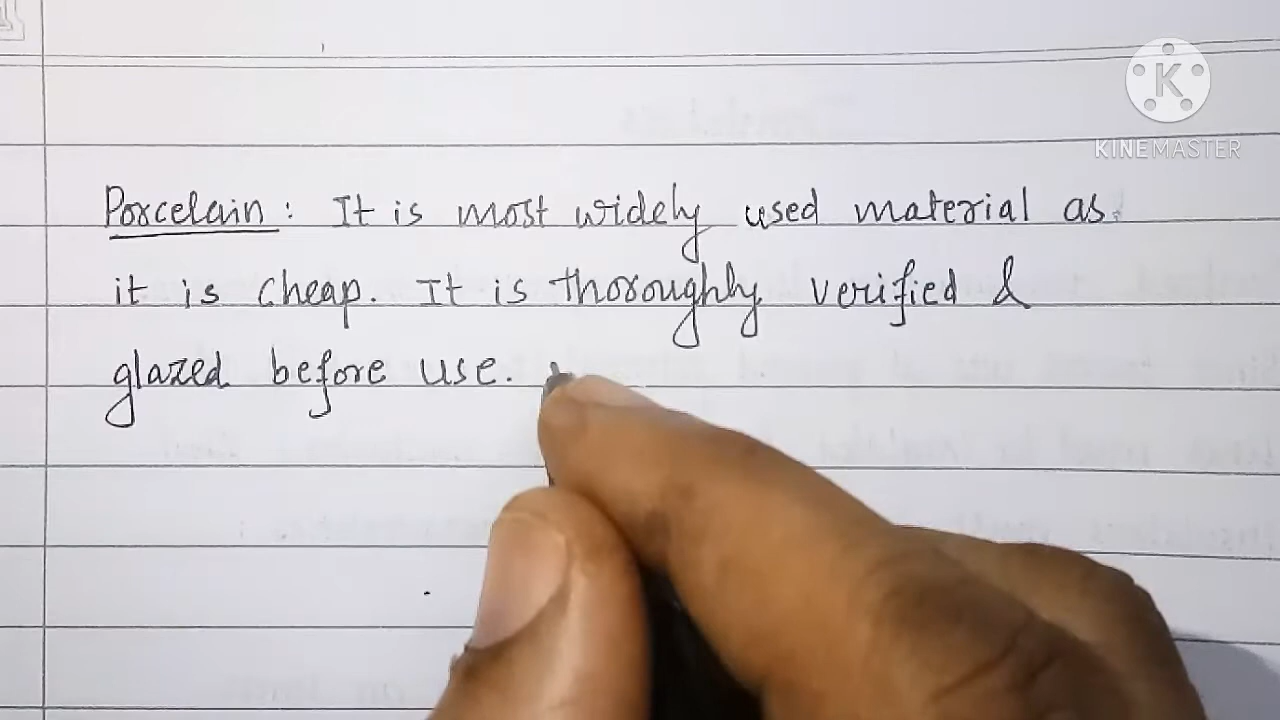 K
KINEMASTER
Porcelain: It is most widely used material as
it is cheap. It is thoroughly verified &
glazed before use.